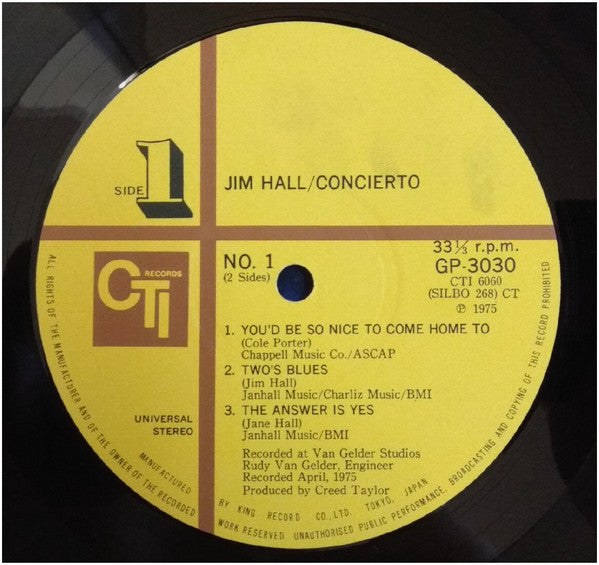 SIDE 1
JIM HALL/CONCIERTO
CTI RECORDS
NO. 1
(2 Sides)
33⅓ r.p.m.
GP-3030
CTI 6060
(SILBO 268) CT
℗ 1975
1. YOU'D BE SO NICE TO COME HOME TO
(Cole Porter)
Chappell Music Co./ASCAP
2. TWO'S BLUES
(Jim Hall)
Janhall Music/Charliz Music/BMI
3. THE ANSWER IS YES
(Jane Hall)
Janhall Music/BMI
UNIVERSAL
STEREO
Recorded at Van Gelder Studios
Rudy Van Gelder, Engineer
Recorded April, 1975
Produced by Creed Taylor
MANUFACTURED BY KING RECORD CO., LTD. TOKYO, JAPAN
ALL RIGHTS OF THE MANUFACTURER AND OF THE OWNER OF THE RECORDED WORK RESERVED UNAUTHORISED PUBLIC PERFORMANCE, BROADCASTING AND COPYING OF THIS RECORD PROHIBITED